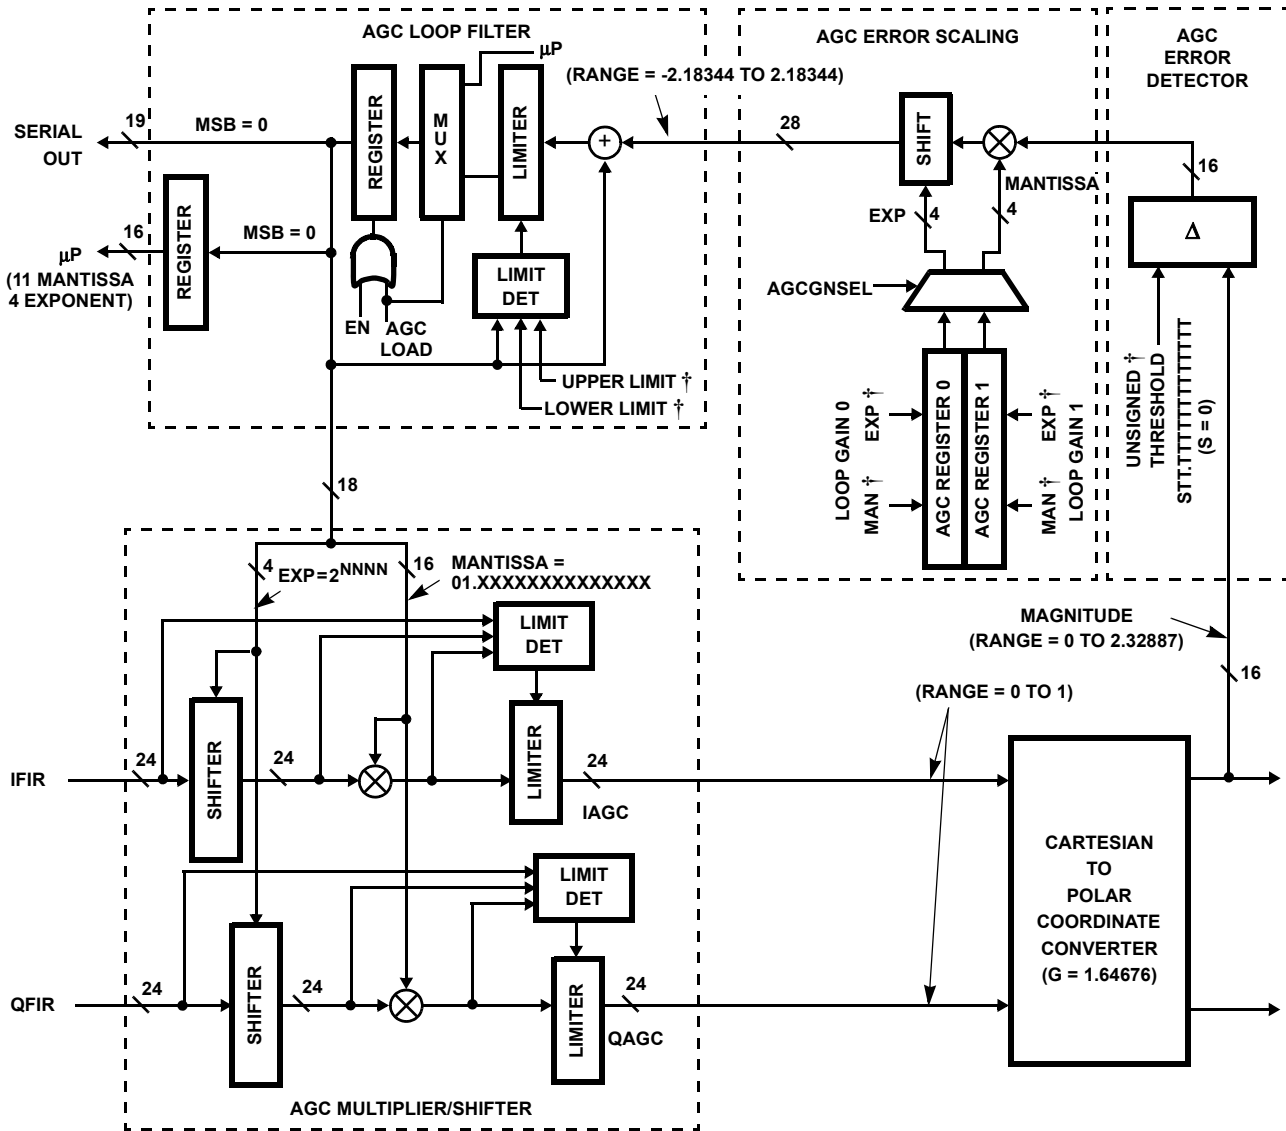 AGC LOOP FILTER
AGC ERROR SCALING
AGC
ERROR
DETECTOR
µP
(RANGE = -2.18344 TO 2.18344)
SERIAL
OUT
19
MSB = 0
REGISTER
MUX
LIMITER
+
28
SHIFT
MANTISSA
16
EXP
4
4
Δ
µP
(11 MANTISSA
4 EXPONENT)
16
REGISTER
MSB = 0
LIMIT
DET
EN
AGC
LOAD
AGCGNSEL
UPPER LIMIT †
LOWER LIMIT †
LOOP GAIN 0
MAN † EXP †
AGC REGISTER 0
AGC REGISTER 1
MAN † EXP †
LOOP GAIN 1
UNSIGNED †
THRESHOLD
STT.TTTTTTTTTTTTT
(S = 0)
18
4
EXP=2NNNN
16
MANTISSA =
01.XXXXXXXXXXXXXX
LIMIT
DET
MAGNITUDE
(RANGE = 0 TO 2.32887)
16
(RANGE = 0 TO 1)
IFIR
24
SHIFTER
24
LIMITER
24
IAGC
LIMIT
DET
QFIR
24
SHIFTER
24
LIMITER
24
QAGC
CARTESIAN
TO
POLAR
COORDINATE
CONVERTER
(G = 1.64676)
AGC MULTIPLIER/SHIFTER